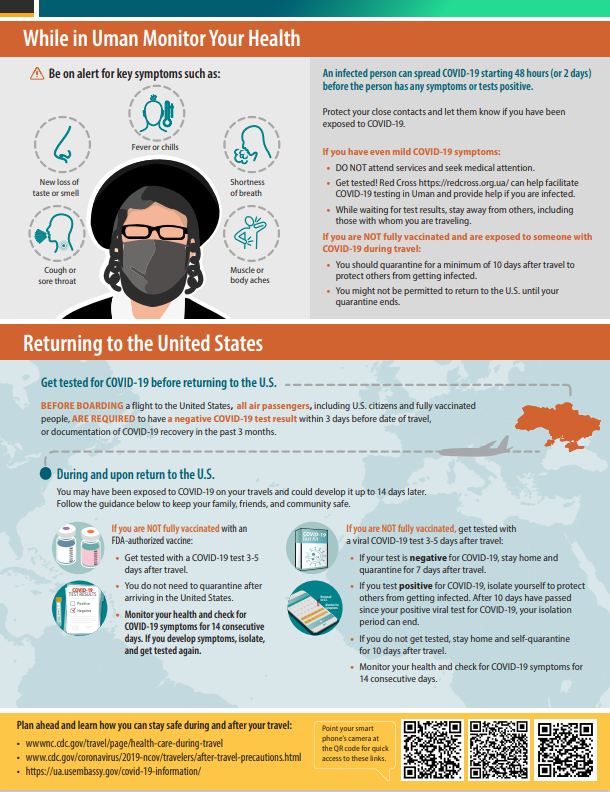 While in Uman Monitor Your Health
Be on alert for key symptoms such as:
Fever or chills
New loss of
taste or smell
Shortness
of breath
Cough or
sore throat
Muscle or
body aches
An infected person can spread COVID-19 starting 48 hours (or 2 days)
before the person has any symptoms or tests positive.
Protect your close contacts and let them know if you have been
exposed to COVID-19.
If you have even mild COVID-19 symptoms:
• DO NOT attend services and seek medical attention.
• Get tested! Red Cross https://redcross.org.ua/ can help facilitate
COVID-19 testing in Uman and provide help if you are infected.
• While waiting for test results, stay away from others, including
those with whom you are traveling.
If you are NOT fully vaccinated and are exposed to someone with
COVID-19 during travel:
• You should quarantine for a minimum of 10 days after travel to
protect others from getting infected.
• You might not be permitted to return to the U.S. until your
quarantine ends.
Returning to the United States
Get tested for COVID-19 before returning to the U.S.
BEFORE BOARDING a flight to the United States, all air passengers, including U.S. citizens and fully vaccinated
people, ARE REQUIRED to have a negative COVID-19 test result within 3 days before date of travel,
or documentation of COVID-19 recovery in the past 3 months.
During and upon return to the U.S.
You may have been exposed to COVID-19 on your travels and could develop it up to 14 days later.
Follow the guidance below to keep your family, friends, and community safe.
If you are NOT fully vaccinated with an
FDA-authorized vaccine:
• Get tested with a COVID-19 test 3-5
days after travel.
• You do not need to quarantine after
arriving in the United States.
• Monitor your health and check for
COVID-19 symptoms for 14 consecutive
days. If you develop symptoms, isolate,
and get tested again.
COVID-19
TEST RESULTS
Positive
Negative
If you are NOT fully vaccinated, get tested with
a viral COVID-19 test 3-5 days after travel:
• If your test is negative for COVID-19, stay home and
quarantine for 7 days after travel.
• If you test positive for COVID-19, isolate yourself to protect
others from getting infected. After 10 days have passed
since your positive viral test for COVID-19, your isolation
period can end.
• If you do not get tested, stay home and self-quarantine
for 10 days after travel.
• Monitor your health and check for COVID-19 symptoms for
14 consecutive days.
Plan ahead and learn how you can stay safe during and after your travel:
• wwwnc.cdc.gov/travel/page/health-care-during-travel
• www.cdc.gov/coronavirus/2019-ncov/travelers/after-travel-precautions.html
• https://ua.usembassy.gov/covid-19-information/
Point your smart
phone's camera at
the QR code for quick
access to these links.